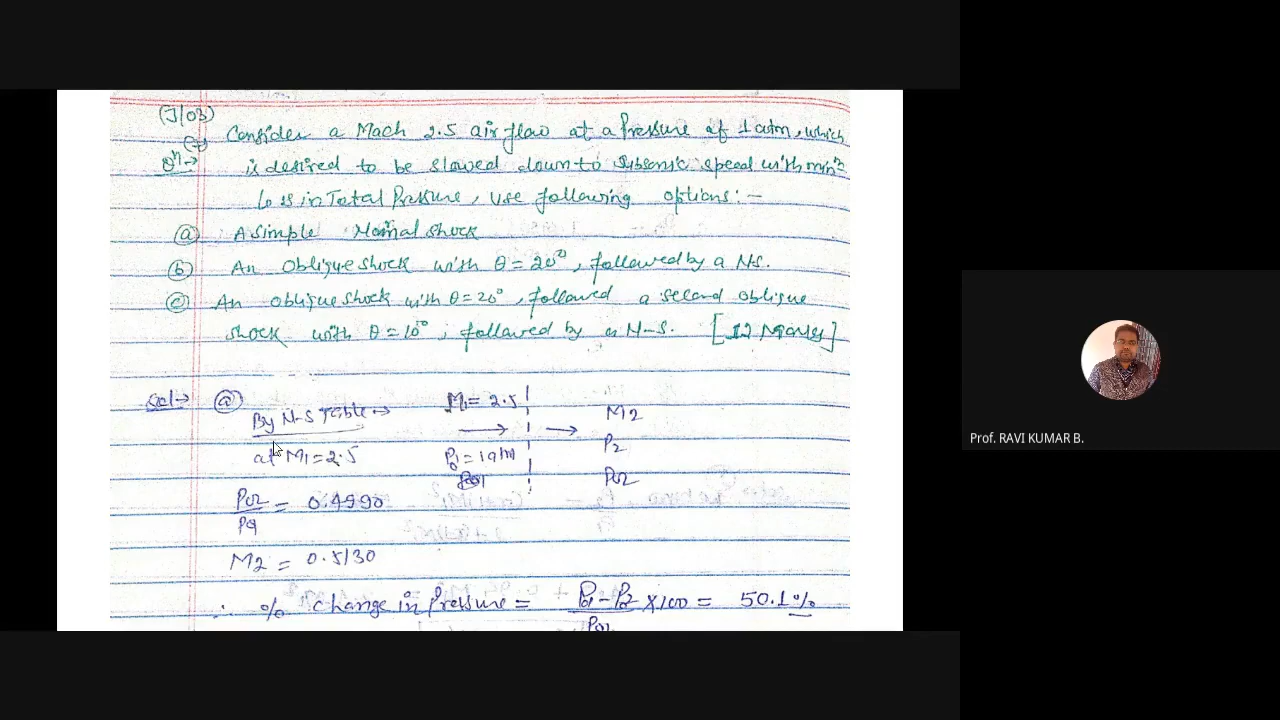 (J/03)
Consider a Mach 2.5 air flow at a Pressure of 1 atm, which
Qⁿ→ is desired to be slowed down to subsonic speed with minᵐ
loss in Total Pressure, use following options:-
(a) A simple Normal shock
(b) An oblique shock with θ = 20°, followed by a NS.
(c) An oblique shock with θ = 20°, followed a second oblique
shock with θ = 10°, followed by a N-S. [12 Marks]
Sol→ (a)
By N-S Table→ M1 = 2.5 M2
at M1 = 2.5 P1 = 1 atm P2
P01 P02
P02/P01 = 0.4990
M2 = 0.5130
∴ % change in Pressure = P01 - P02/P01 × 100 = 50.1%
Prof. RAVI KUMAR B.